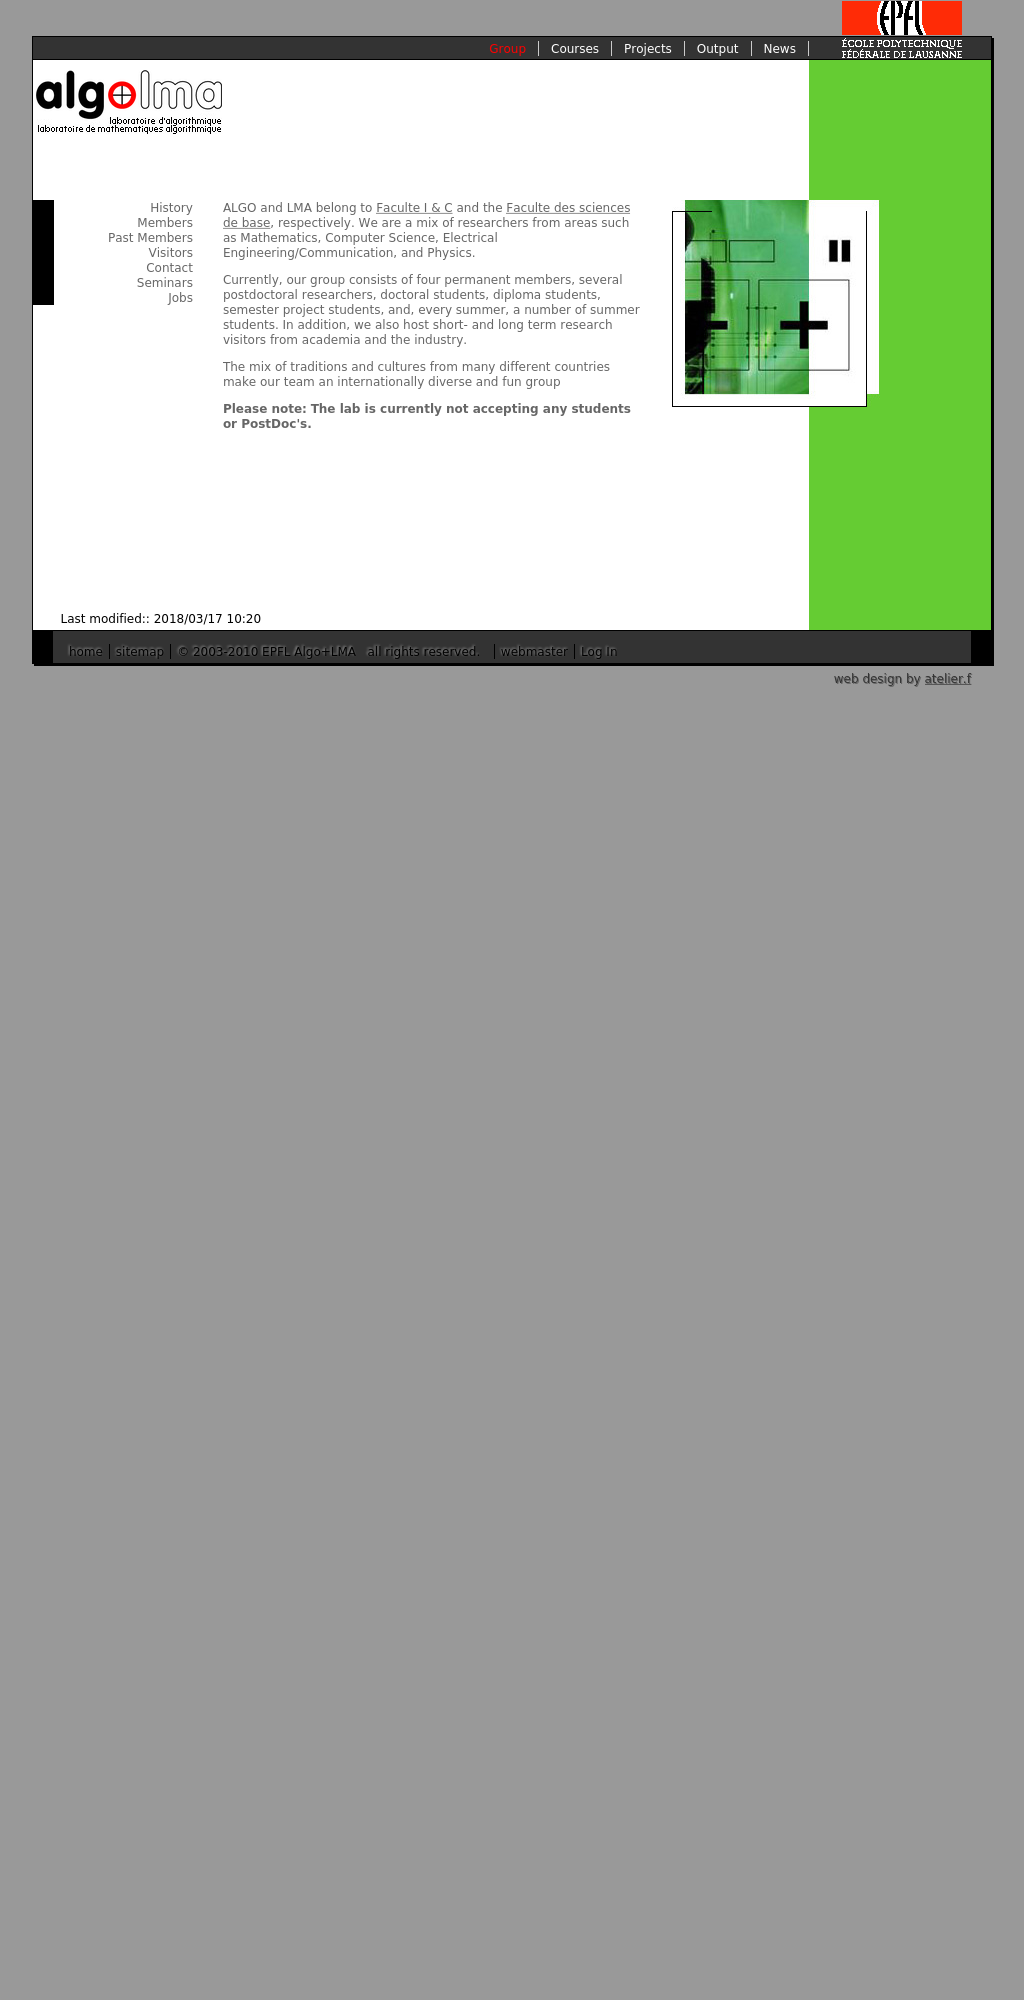 EPFL
ÉCOLE POLYTECHNIQUE
FÉDÉRALE DE LAUSANNE
Group Courses Projects Output News
algolma
laboratoire d'algorithmique
laboratoire de mathematiques algorithmique
History
Members
Past Members
Visitors
Contact
Seminars
Jobs
ALGO and LMA belong to Faculte I & C and the Faculte des sciences
de base, respectively. We are a mix of researchers from areas such
as Mathematics, Computer Science, Electrical
Engineering/Communication, and Physics.
Currently, our group consists of four permanent members, several
postdoctoral researchers, doctoral students, diploma students,
semester project students, and, every summer, a number of summer
students. In addition, we also host short- and long term research
visitors from academia and the industry.
The mix of traditions and cultures from many different countries
make our team an internationally diverse and fun group
Please note: The lab is currently not accepting any students
or PostDoc's.
Last modified:: 2018/03/17 10:20
home | sitemap | © 2003-2010 EPFL Algo+LMA all rights reserved. | webmaster | Log In
web design by atelier.f